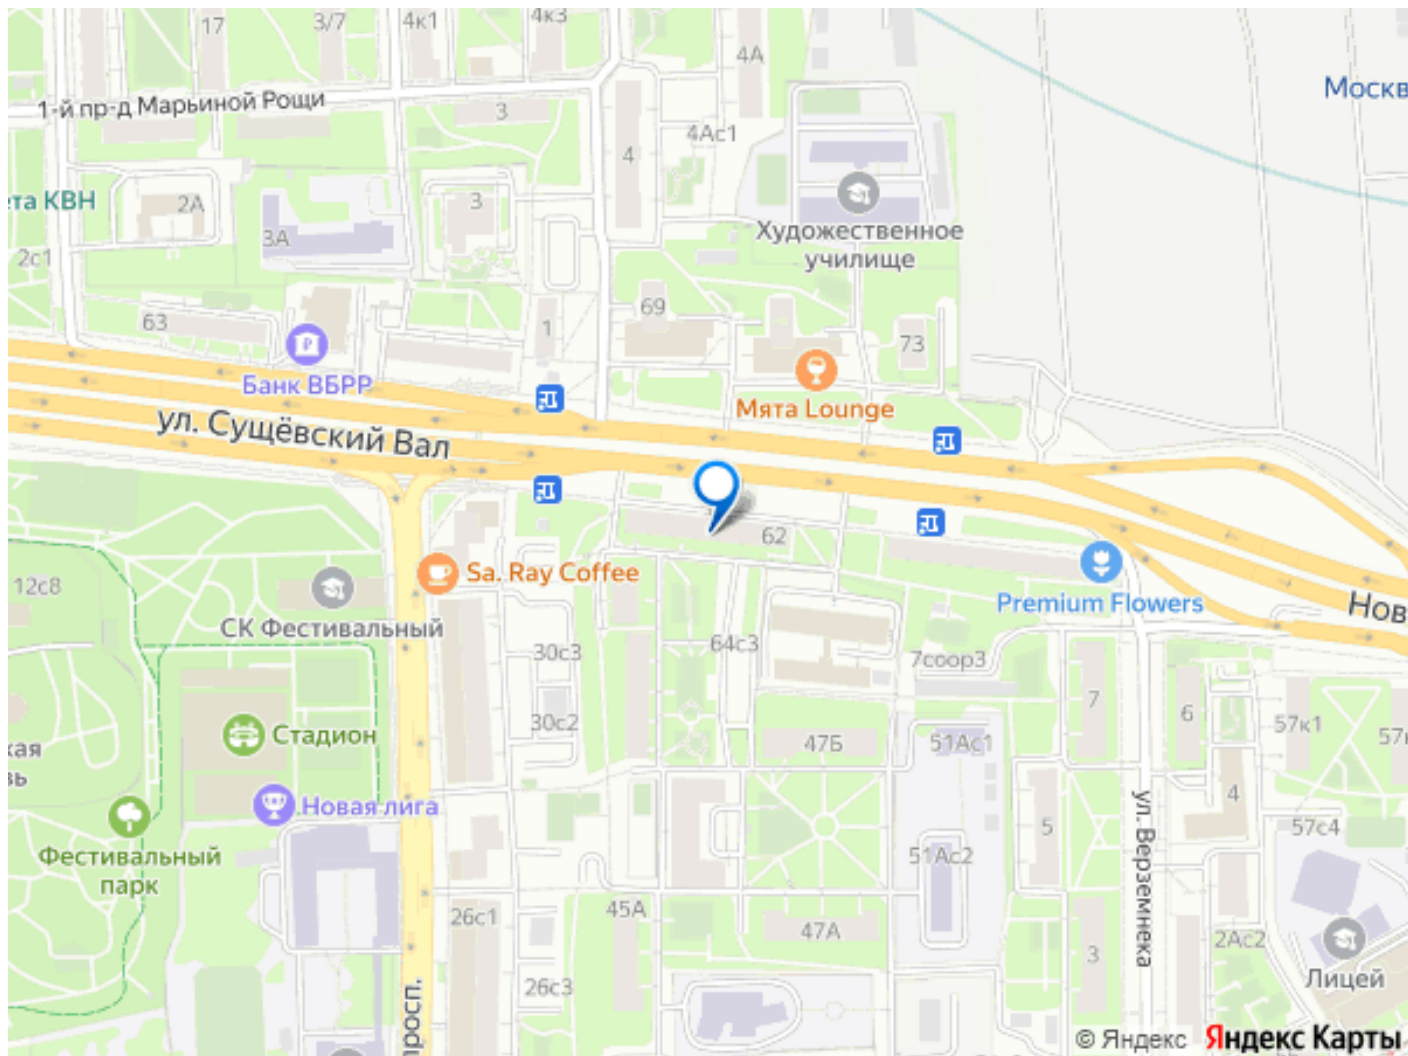 17
3/7
4к1
4к3
4А
Москв
1-й пр-д Марьиной Рощи
3
4Ас1
4
ета КВН
2А
3
3А
Художественное
училище
2с1
69
63
1
73
Банк ВБРР
Мята Lounge
ул. Сущёвский Вал
62
12с8
Sa. Ray Coffee
Premium Flowers
Нов
СК Фестивальный
30с3
64с3
7соор3
7
6
57к1
57к
30с2
Стадион
47Б
51Ас1
кая
вь
Новая лига
4
5
57с4
ул. Верземнека
Фестивальный
парк
51Ас2
45А
26с1
47А
3
2Ас2
Лицей
26с3
просп.
© Яндекс Яндекс Карты